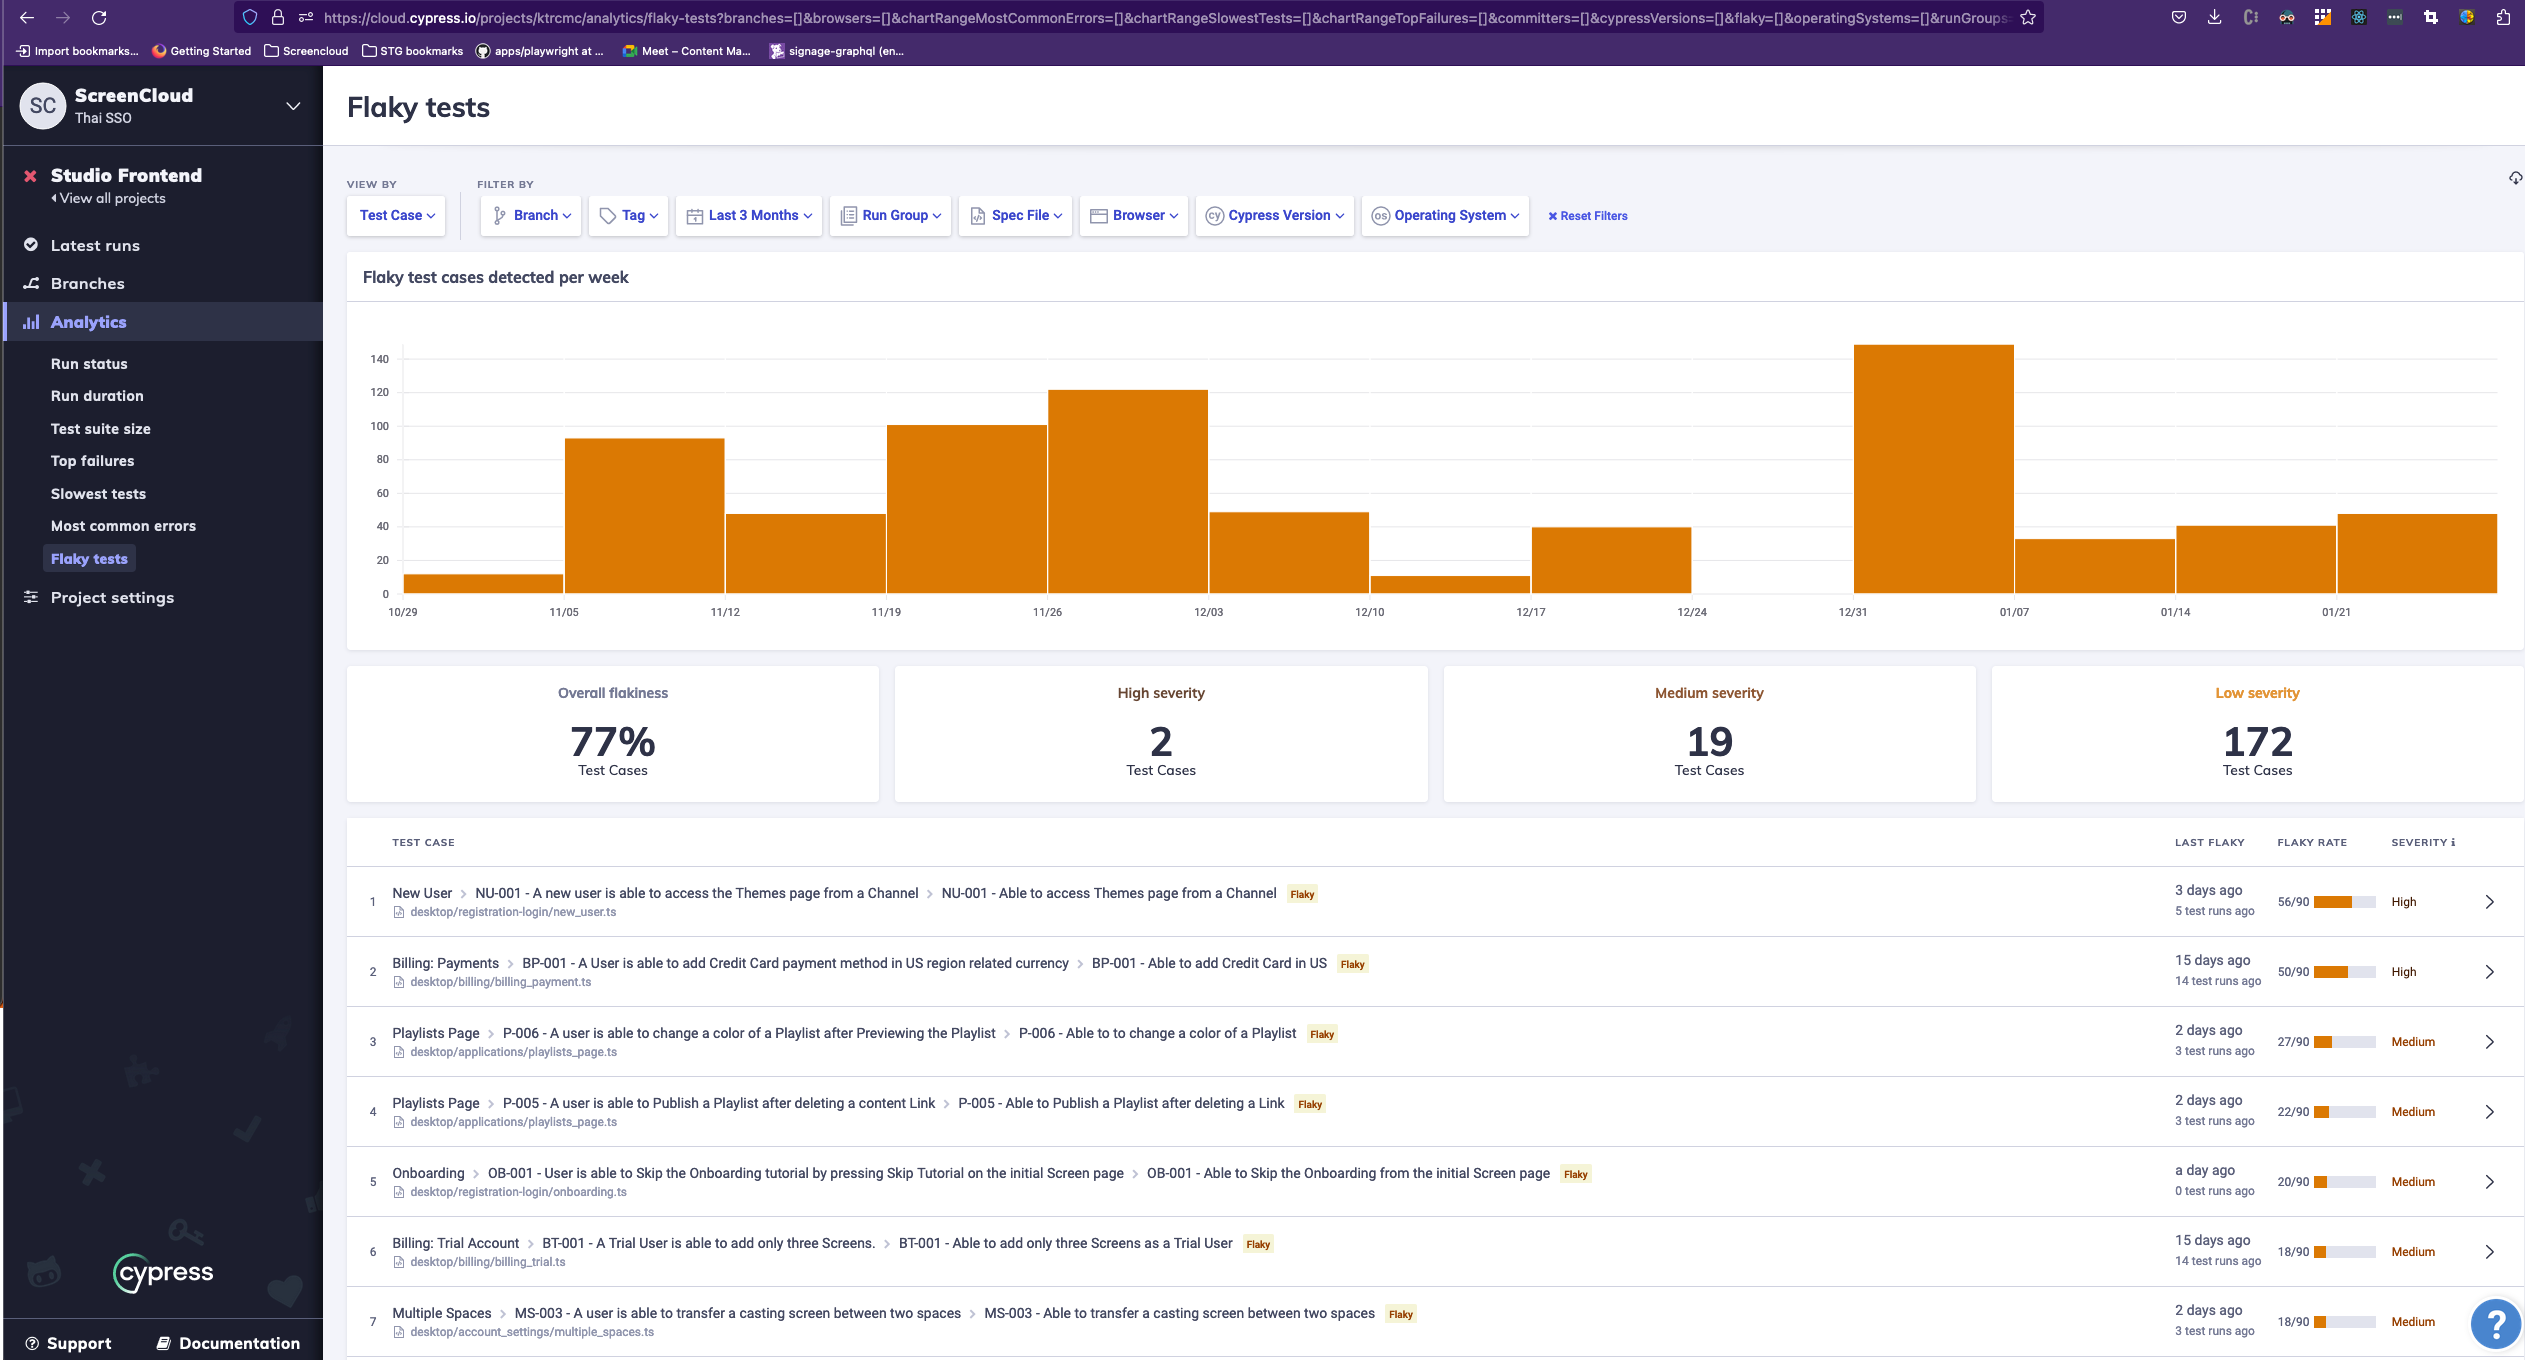 https://cloud.cypress.io/projects/ktrcmc/analytics/flaky-tests?branches=[]&browsers=[]&chartRangeMostCommonErrors=[]&chartRangeSlowestTests=[]&chartRangeTopFailures=[]&committers=[]&cypressVersions=[]&flaky=[]&operatingSystems=[]&runGroups=
Import bookmarks... Getting Started Screencloud STG bookmarks apps/playwright at ... Meet – Content Ma... signage-graphql (en...
SC ScreenCloud
Thai SSO
Studio Frontend
View all projects
Latest runs
Branches
Analytics
Run status
Run duration
Test suite size
Top failures
Slowest tests
Most common errors
Flaky tests
Project settings
cypress
Support Documentation
Flaky tests
VIEW BY FILTER BY
Test Case Branch Tag Last 3 Months Run Group Spec File Browser cy Cypress Version OS Operating System Reset Filters
Flaky test cases detected per week
140
120
100
80
60
40
20
0
10/29 11/05 11/12 11/19 11/26 12/03 12/10 12/17 12/24 12/31 01/07 01/14 01/21
Overall flakiness High severity Medium severity Low severity
77% 2 19 172
Test Cases Test Cases Test Cases Test Cases
TEST CASE LAST FLAKY FLAKY RATE SEVERITY i
1 New User > NU-001 - A new user is able to access the Themes page from a Channel > NU-001 - Able to access Themes page from a Channel Flaky 3 days ago 56/90 High
desktop/registration-login/new_user.ts 5 test runs ago
2 Billing: Payments > BP-001 - A User is able to add Credit Card payment method in US region related currency > BP-001 - Able to add Credit Card in US Flaky 15 days ago 50/90 High
desktop/billing/billing_payment.ts 14 test runs ago
3 Playlists Page > P-006 - A user is able to change a color of a Playlist after Previewing the Playlist > P-006 - Able to to change a color of a Playlist Flaky 2 days ago 27/90 Medium
desktop/applications/playlists_page.ts 3 test runs ago
4 Playlists Page > P-005 - A user is able to Publish a Playlist after deleting a content Link > P-005 - Able to Publish a Playlist after deleting a Link Flaky 2 days ago 22/90 Medium
desktop/applications/playlists_page.ts 3 test runs ago
5 Onboarding > OB-001 - User is able to Skip the Onboarding tutorial by pressing Skip Tutorial on the initial Screen page > OB-001 - Able to Skip the Onboarding from the initial Screen page Flaky a day ago 20/90 Medium
desktop/registration-login/onboarding.ts 0 test runs ago
6 Billing: Trial Account > BT-001 - A Trial User is able to add only three Screens. > BT-001 - Able to add only three Screens as a Trial User Flaky 15 days ago 18/90 Medium
desktop/billing/billing_trial.ts 14 test runs ago
7 Multiple Spaces > MS-003 - A user is able to transfer a casting screen between two spaces > MS-003 - Able to transfer a casting screen between two spaces Flaky 2 days ago 18/90 Medium
desktop/account_settings/multiple_spaces.ts 3 test runs ago
?